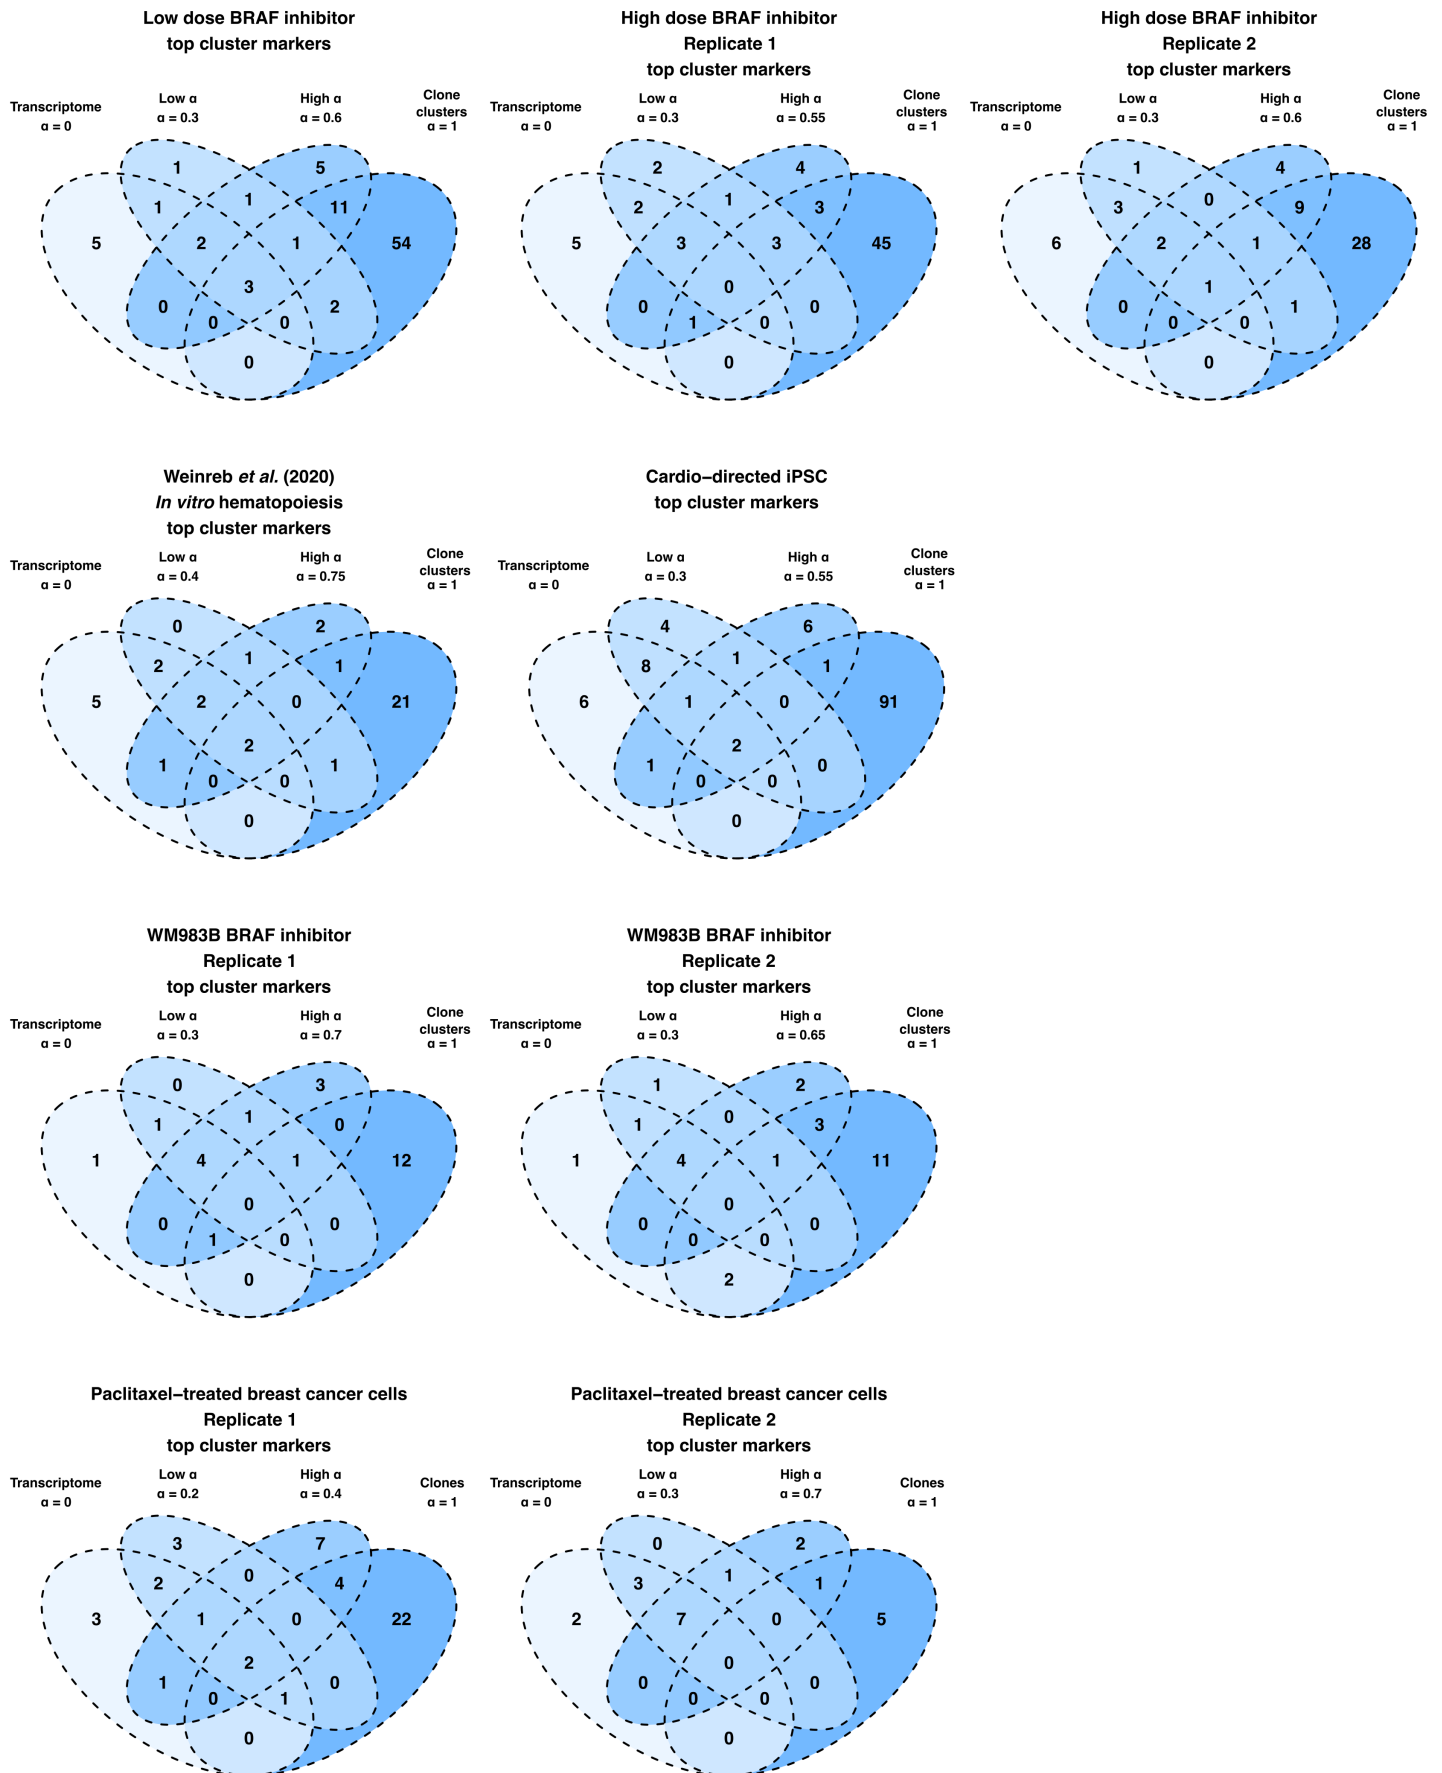 Low dose BRAF inhibitor
top cluster markers
Transcriptome
α = 0
Low α
α = 0.3
High α
α = 0.6
Clone
clusters
α = 1
1
5
1
1
11
5
2
1
54
3
0
2
0
0
0
High dose BRAF inhibitor
Replicate 1
top cluster markers
Transcriptome
α = 0
Low α
α = 0.3
High α
α = 0.55
Clone
clusters
α = 1
2
4
1
2
3
5
3
3
45
0
0
0
1
0
0
High dose BRAF inhibitor
Replicate 2
top cluster markers
Transcriptome
α = 0
Low α
α = 0.3
High α
α = 0.6
Clone
clusters
α = 1
1
4
0
3
9
6
2
1
28
1
0
1
0
0
0
Weinreb et al. (2020)
In vitro hematopoiesis
top cluster markers
Transcriptome
α = 0
Low α
α = 0.4
High α
α = 0.75
Clone
clusters
α = 1
0
2
1
2
1
5
2
0
21
2
1
1
0
0
0
Cardio–directed iPSC
top cluster markers
Transcriptome
α = 0
Low α
α = 0.3
High α
α = 0.55
Clone
clusters
α = 1
4
6
1
8
1
6
1
0
91
2
1
0
0
0
0
WM983B BRAF inhibitor
Replicate 1
top cluster markers
Transcriptome
α = 0
Low α
α = 0.3
High α
α = 0.7
Clone
clusters
α = 1
0
3
1
1
0
1
4
1
12
0
0
0
1
0
0
WM983B BRAF inhibitor
Replicate 2
top cluster markers
Transcriptome
α = 0
Low α
α = 0.3
High α
α = 0.65
Clone
clusters
α = 1
1
2
0
1
3
1
4
1
11
0
0
0
0
0
2
Paclitaxel–treated breast cancer cells
Replicate 1
top cluster markers
Transcriptome
α = 0
Low α
α = 0.2
High α
α = 0.4
Clones
α = 1
3
7
0
2
4
3
1
0
22
2
1
0
0
1
0
Paclitaxel–treated breast cancer cells
Replicate 2
top cluster markers
Transcriptome
α = 0
Low α
α = 0.3
High α
α = 0.7
Clones
α = 1
0
2
1
3
1
2
7
0
5
0
0
0
0
0
0